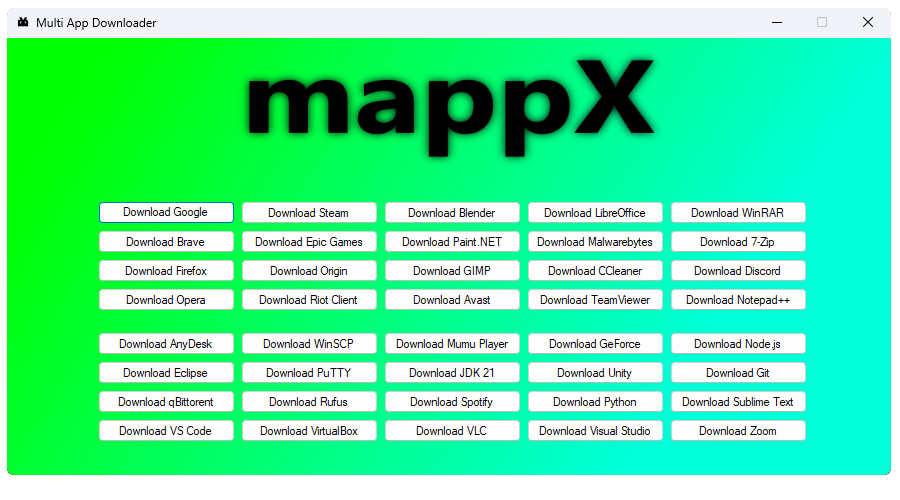 Multi App Downloader
mappX
Download Google Download Steam Download Blender Download LibreOffice Download WinRAR
Download Brave Download Epic Games Download Paint.NET Download Malwarebytes Download 7-Zip
Download Firefox Download Origin Download GIMP Download CCleaner Download Discord
Download Opera Download Riot Client Download Avast Download TeamViewer Download Notepad++
Download AnyDesk Download WinSCP Download Mumu Player Download GeForce Download Node.js
Download Eclipse Download PuTTY Download JDK 21 Download Unity Download Git
Download qBittorent Download Rufus Download Spotify Download Python Download Sublime Text
Download VS Code Download VirtualBox Download VLC Download Visual Studio Download Zoom